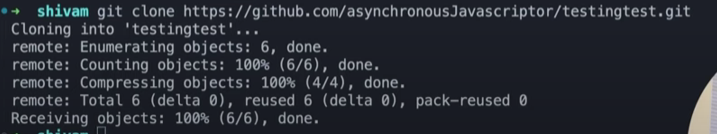 ➜ shivam git clone https://github.com/asynchronousJavascriptor/testingtest.git
Cloning into 'testingtest'...
remote: Enumerating objects: 6, done.
remote: Counting objects: 100% (6/6), done.
remote: Compressing objects: 100% (4/4), done.
remote: Total 6 (delta 0), reused 6 (delta 0), pack-reused 0
Receiving objects: 100% (6/6), done.
shivam